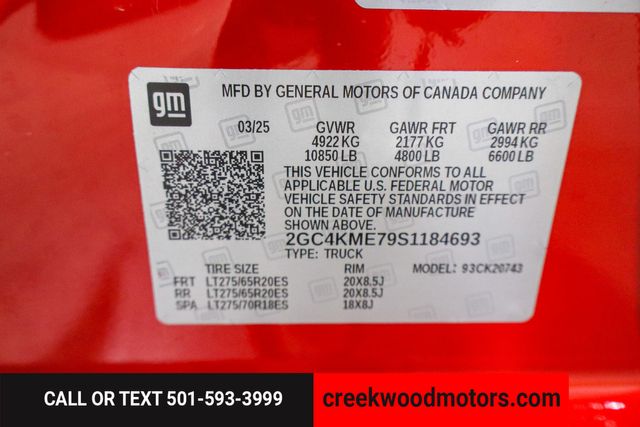 gm
MFD BY GENERAL MOTORS OF CANADA COMPANY
03/25 GVWR GAWR FRT GAWR RR
4922 KG 2177 KG 2994 KG
10850 LB 4800 LB 6600 LB
THIS VEHICLE CONFORMS TO ALL
APPLICABLE U.S. FEDERAL MOTOR
VEHICLE SAFETY STANDARDS IN EFFECT
ON THE DATE OF MANUFACTURE SHOWN
ABOVE.
2GC4KME79S1184693
TYPE: TRUCK
MODEL: 93CK20743
TIRE SIZE RIM
FRT LT275/65R20ES 20X8.5J
RR LT275/65R20ES 20X8.5J
SPA LT275/70R18ES 18X8J
CALL OR TEXT 501-593-3999
creekwoodmotors.com